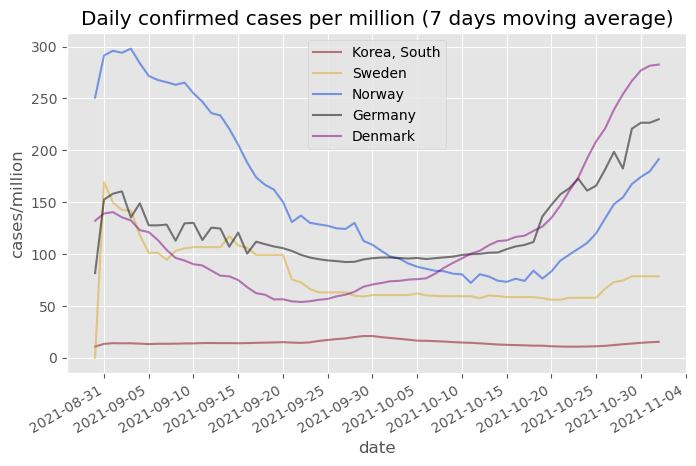 Daily confirmed cases per million (7 days moving average)
300
250
200
150
100
50
0
cases/million
Korea, South
Sweden
Norway
Germany
Denmark
2021-08-31
2021-09-05
2021-09-10
2021-09-15
2021-09-20
2021-09-25
2021-09-30
2021-10-05
2021-10-10
2021-10-15
2021-10-20
2021-10-25
2021-10-30
2021-11-04
date